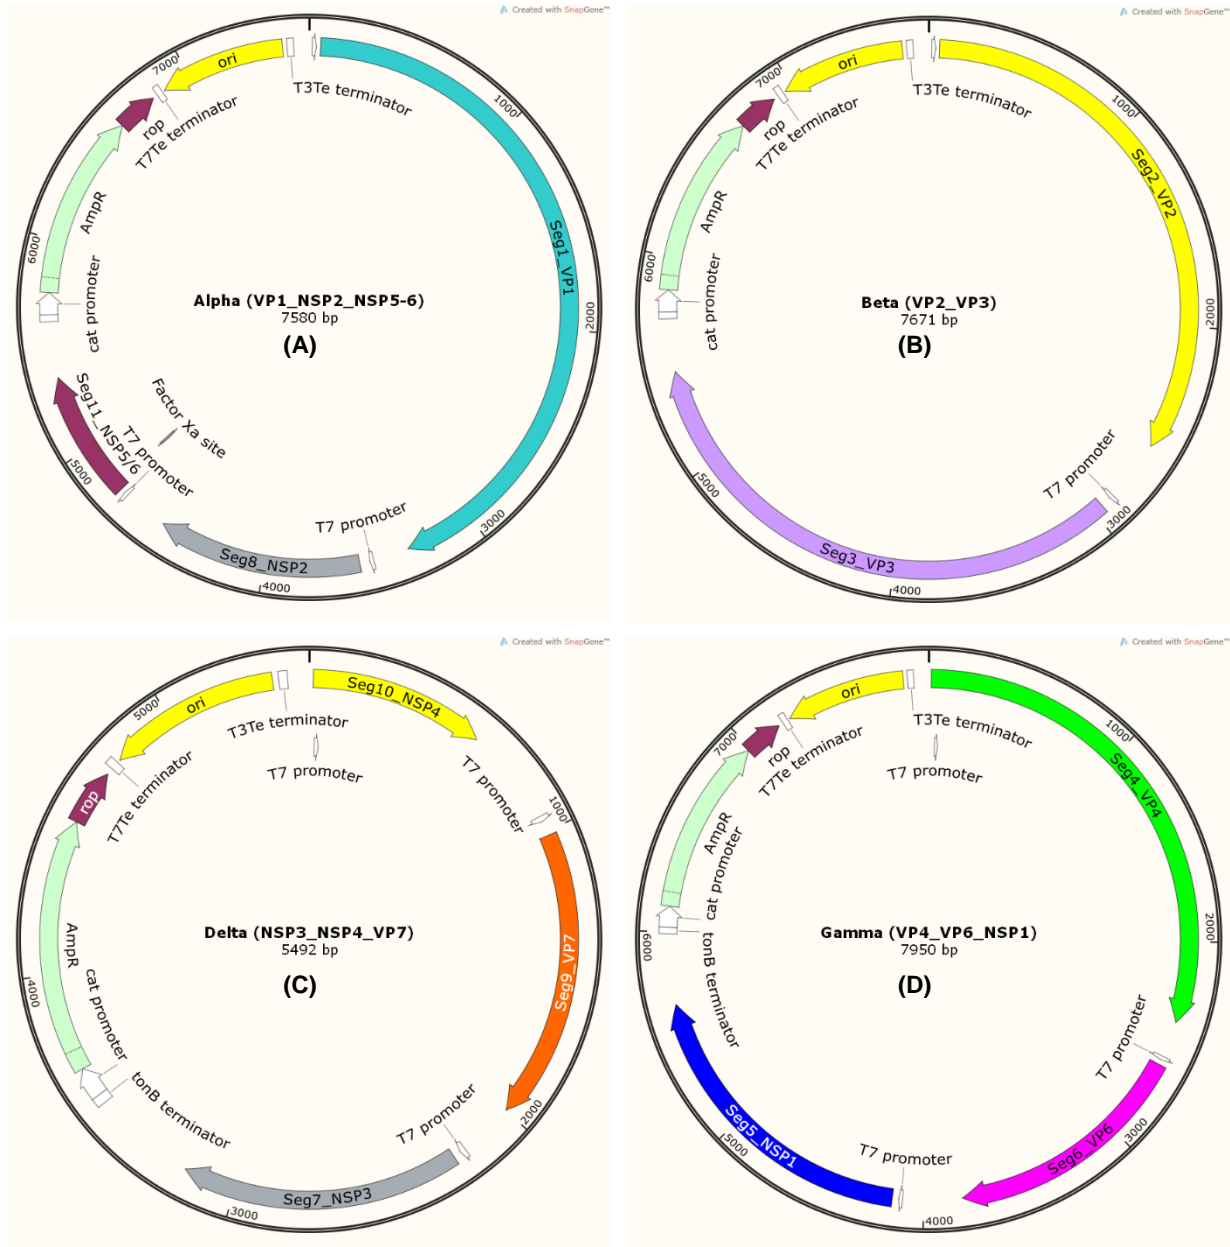 Created with SnapGene™
7000
ori
T3Te terminator
rop
T7Te terminator
1000
AmpR
6000
Seg1_VP1
cat promoter
Alpha (VP1_NSP2_NSP5-6)
7580 bp
(A)
2000
Seg11_NSP5/6
Factor Xa site
T7 promoter
5000
T7 promoter
3000
Seg8_NSP2
4000
Created with SnapGene™
7000
ori
T3Te terminator
rop
T7Te terminator
1000
Seg2_VP2
AmpR
6000
cat promoter
Beta (VP2_VP3)
7671 bp
(B)
2000
T7 promoter
5000
3000
Seg3_VP3
4000
Created with SnapGene™
Seg10_NSP4
5000
ori
T3Te terminator
T7 promoter
T7 promoter
rop
T7Te terminator
1000
AmpR
Delta (NSP3_NSP4_VP7)
5492 bp
(C)
Seg9_VP7
4000
cat promoter
tonB terminator
T7 promoter
2000
Seg7_NSP3
3000
Created with SnapGene™
ori
T3Te terminator
7000
rop
T7Te terminator
T7 promoter
1000
Seg4_VP4
AmpR
cat promoter
6000
tonB terminator
Gamma (VP4_VP6_NSP1)
7950 bp
(D)
2000
T7 promoter
Seg5_NSP1
5000
T7 promoter
Seg6_VP6
3000
4000